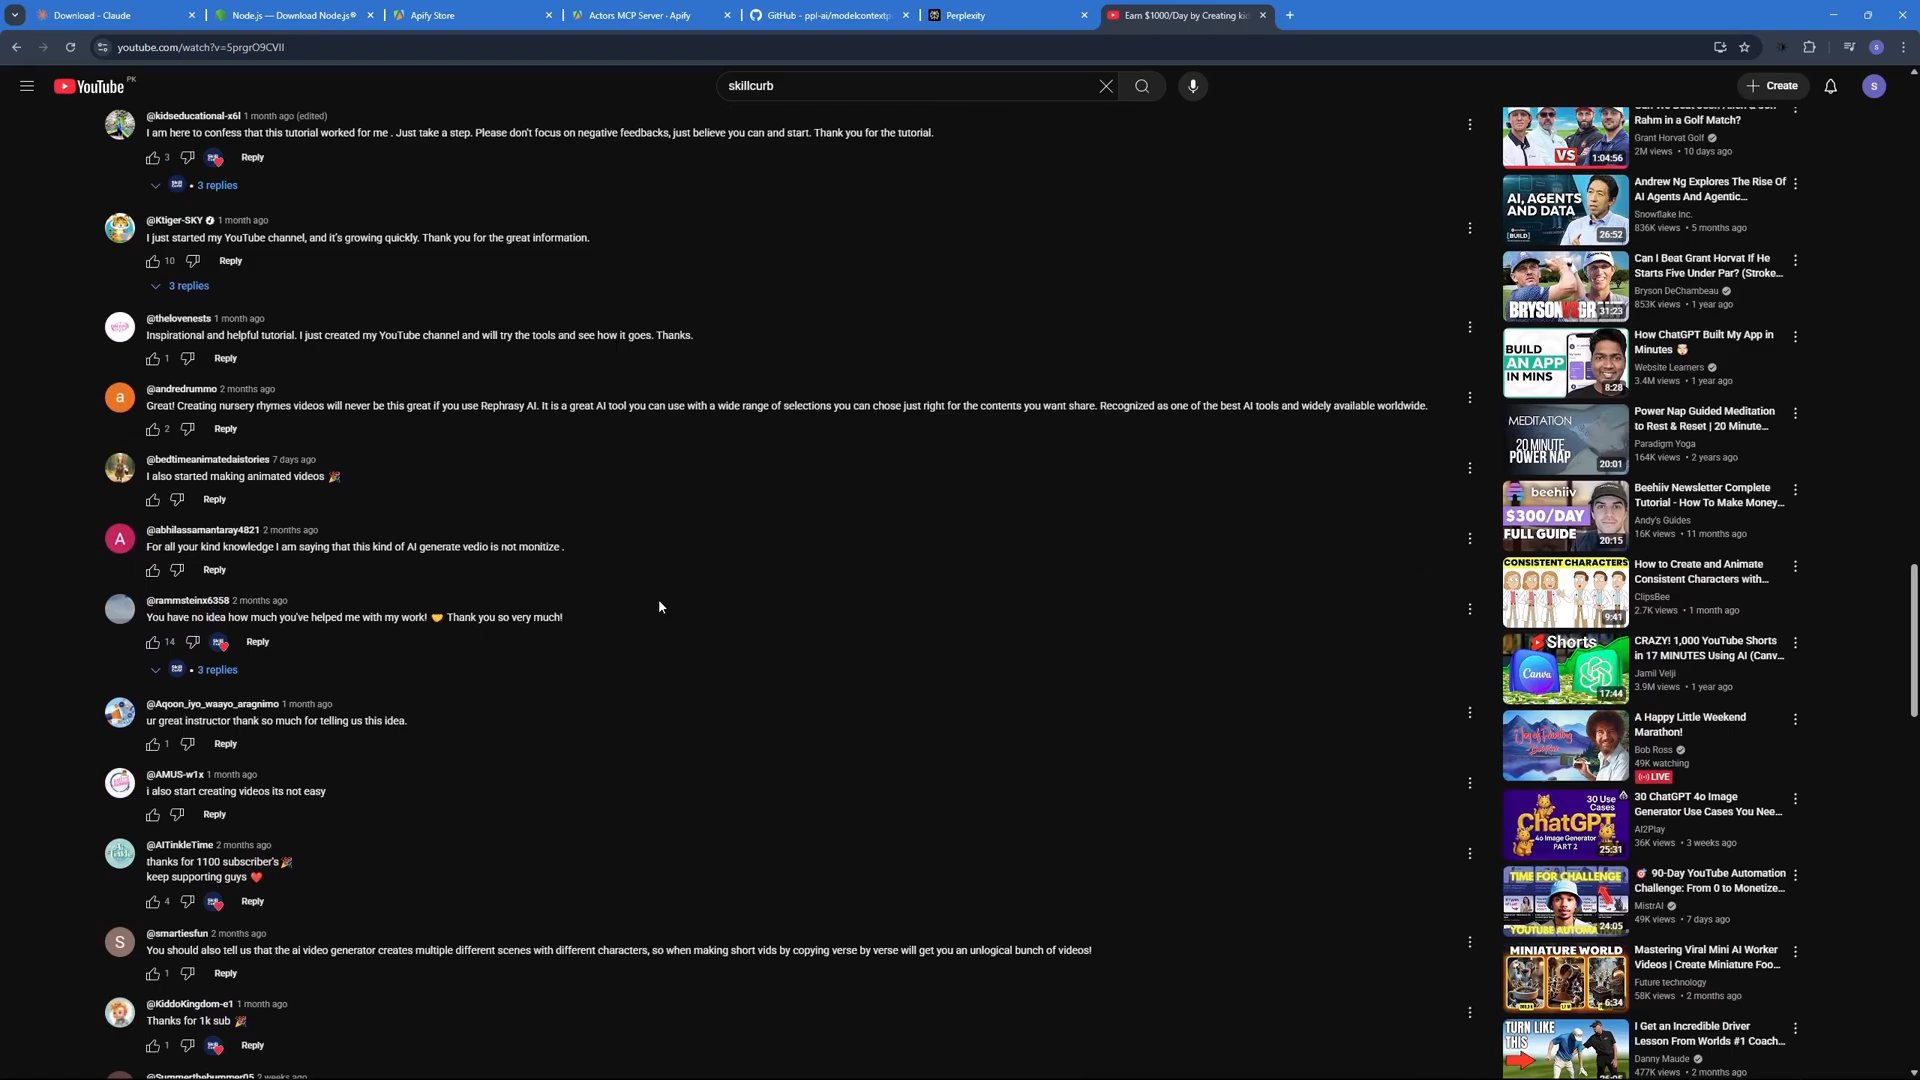 Download - Claude
Node.js — Download Node.js®
Apify Store
Actors MCP Server · Apify
GitHub - ppl-ai/modelcontextp
Perplexity
Earn $1000/Day by Creating kid
youtube.com/watch?v=5prgrO9CVII
YouTube PK
skillcurb
Create
S
@kidseducational-x6l 1 month ago (edited)
I am here to confess that this tutorial worked for me . Just take a step. Please don't focus on negative feedbacks, just believe you can and start. Thank you for the tutorial.
3 Reply
3 replies
@Ktiger-SKY 1 month ago
I just started my YouTube channel, and it's growing quickly. Thank you for the great information.
10 Reply
3 replies
@thelovenests 1 month ago
Inspirational and helpful tutorial. I just created my YouTube channel and will try the tools and see how it goes. Thanks.
1 Reply
a
@andredrummo 2 months ago
Great! Creating nursery rhymes videos will never be this great if you use Rephrasy AI. It is a great AI tool you can use with a wide range of selections you can chose just right for the contents you want share. Recognized as one of the best AI tools and widely available worldwide.
2 Reply
@bedtimeanimatedaistories 7 days ago
I also started making animated videos 🎉
Reply
A
@abhilassamantaray4821 2 months ago
For all your kind knowledge I am saying that this kind of AI generate vedio is not monitize .
Reply
@rammsteinx6358 2 months ago
You have no idea how much you've helped me with my work! 🤝 Thank you so very much!
14 Reply
3 replies
@Aqoon_iyo_waayo_aragnimo 1 month ago
ur great instructor thank so much for telling us this idea.
1 Reply
@AMUS-w1x 1 month ago
i also start creating videos its not easy
Reply
@AITinkleTime 2 months ago
thanks for 1100 subscriber's 🎉
keep supporting guys ❤️
4 Reply
S
@smartiesfun 2 months ago
You should also tell us that the ai video generator creates multiple different scenes with different characters, so when making short vids by copying verse by verse will get you an unlogical bunch of videos!
1 Reply
@KiddoKingdom-e1 1 month ago
Thanks for 1k sub 🎉
1 Reply
@Summerthebummer05 2 weeks ago
Rahm in a Golf Match?
Grant Horvat Golf
2M views • 10 days ago
VS
1:04:56
AI, AGENTS
AND DATA
[BUILD]
26:52
Andrew Ng Explores The Rise Of
AI Agents And Agentic...
Snowflake Inc.
836K views • 5 months ago
31:23
Can I Beat Grant Horvat If He
Starts Five Under Par? (Stroke...
Bryson DeChambeau
853K views • 1 year ago
BUILD
AN APP
IN MINS
8:28
How ChatGPT Built My App in
Minutes 🤯
Website Learners
3.4M views • 1 year ago
MEDITATION
20 MINUTE
POWER NAP
20:01
Power Nap Guided Meditation
to Rest & Reset | 20 Minute...
Paradigm Yoga
164K views • 2 years ago
beehiiv
$300/DAY
FULL GUIDE
20:15
Beehiiv Newsletter Complete
Tutorial - How To Make Money...
Andy's Guides
16K views • 11 months ago
CONSISTENT CHARACTERS
9:41
How to Create and Animate
Consistent Characters with...
ClipsBee
2.7K views • 1 month ago
Shorts
Canva
17:44
CRAZY! 1,000 YouTube Shorts
in 17 MINUTES Using AI (Canv...
Jamil Velji
3.9M views • 1 year ago
A Happy Little Weekend
Marathon!
Bob Ross
49K watching
LIVE
30 Use
Cases
ChatGPT
4o Image Generator
PART 2
25:31
30 ChatGPT 4o Image
Generator Use Cases You Nee...
AI2Play
36K views • 3 weeks ago
TIME FOR CHALLENGE
24:05
🎯 90-Day YouTube Automation
Challenge: From 0 to Monetize...
MistrAI
49K views • 7 days ago
MINIATURE WORLD
6:34
Mastering Viral Mini AI Worker
Videos | Create Miniature Foo...
Future technology
58K views • 2 months ago
TURN LIKE
THIS
I Get an Incredible Driver
Lesson From Worlds #1 Coach...
Danny Maude
477K views • 2 months ago